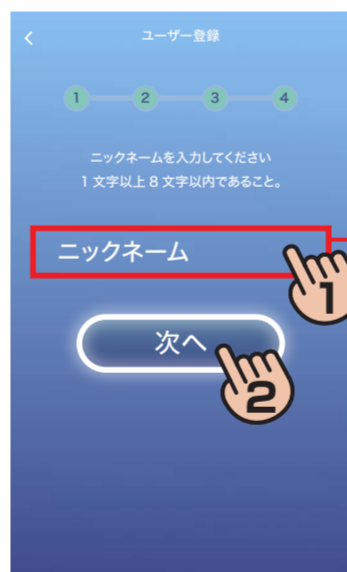 ユーザー登録
1 2 3 4
ニックネームを入力してください
1 文字以上 8 文字以内であること。
ニックネーム
1
次へ
2